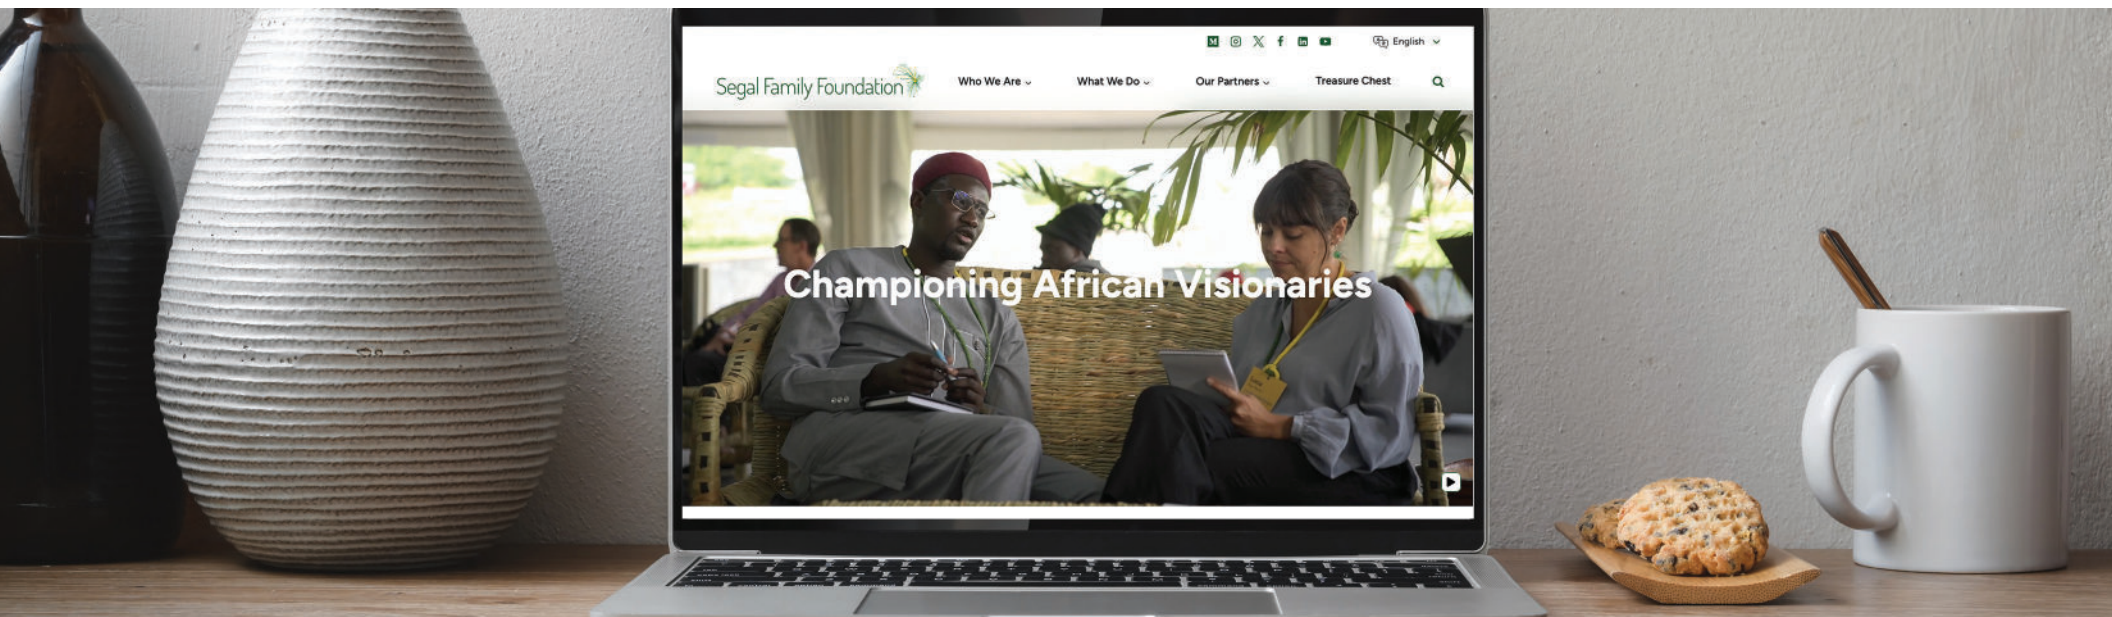 English
Segal Family Foundation
Who We Are
What We Do
Our Partners
Treasure Chest
Championing African Visionaries